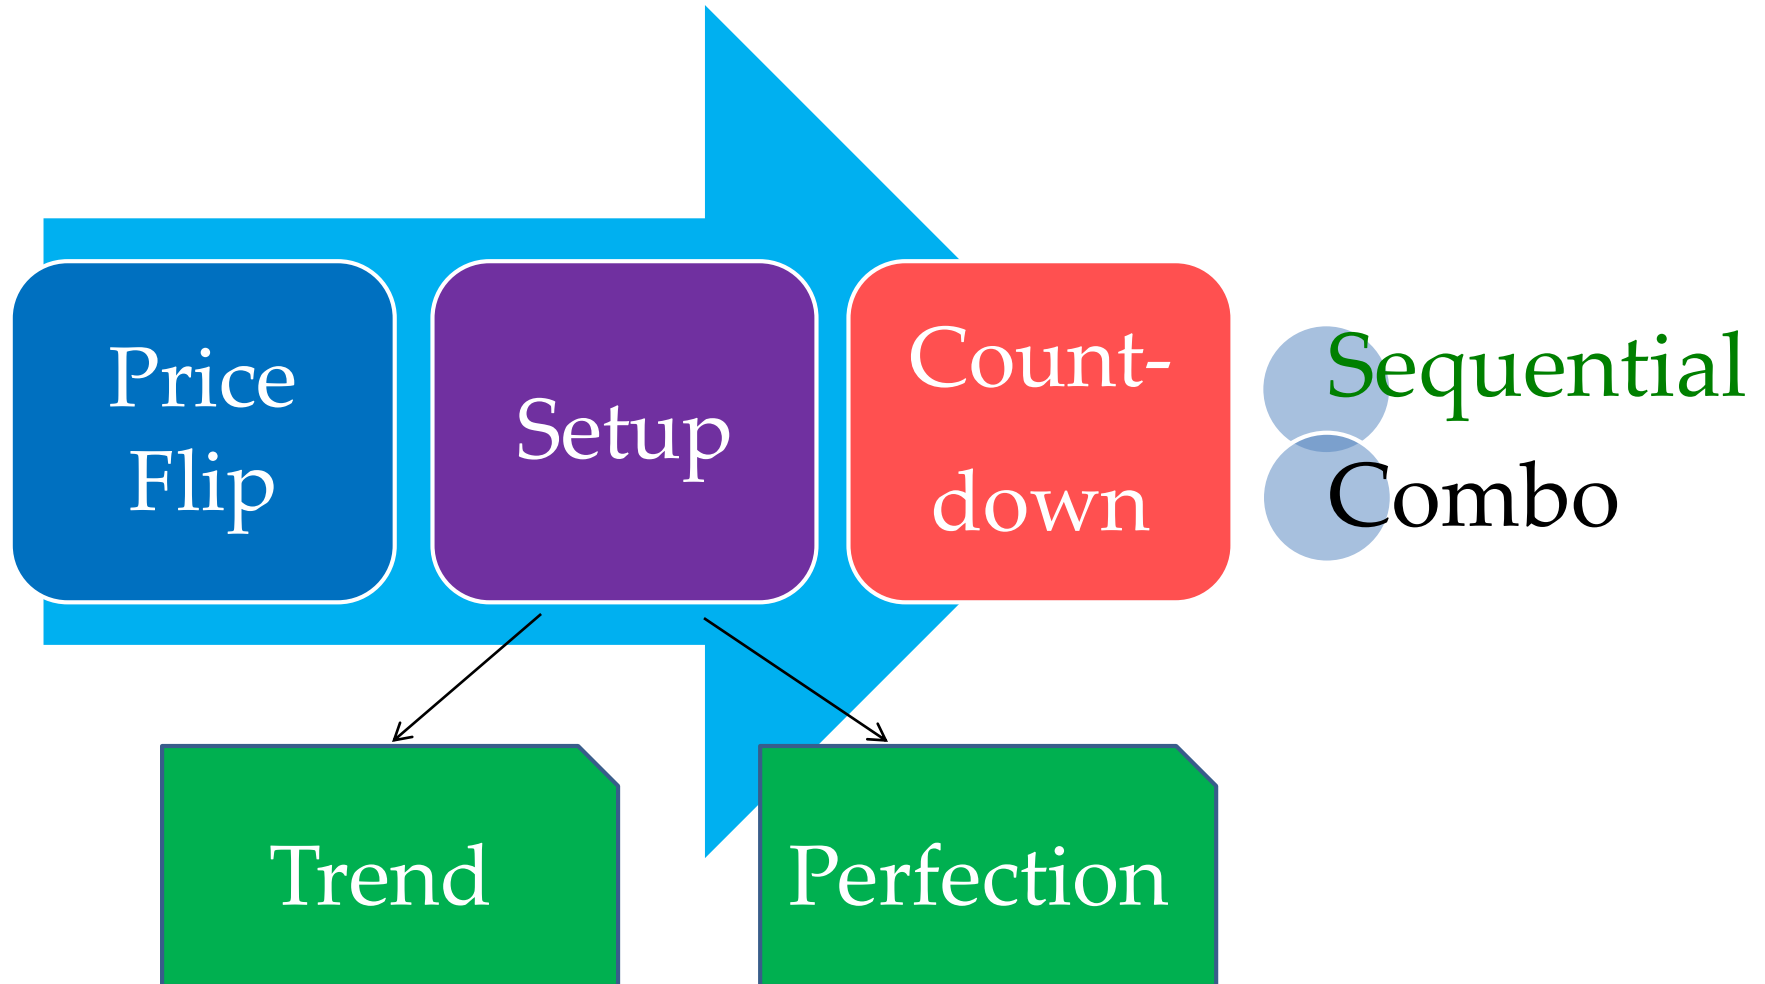 Price
Flip
Setup
Count-
down
Sequential
Combo
Trend
Perfection